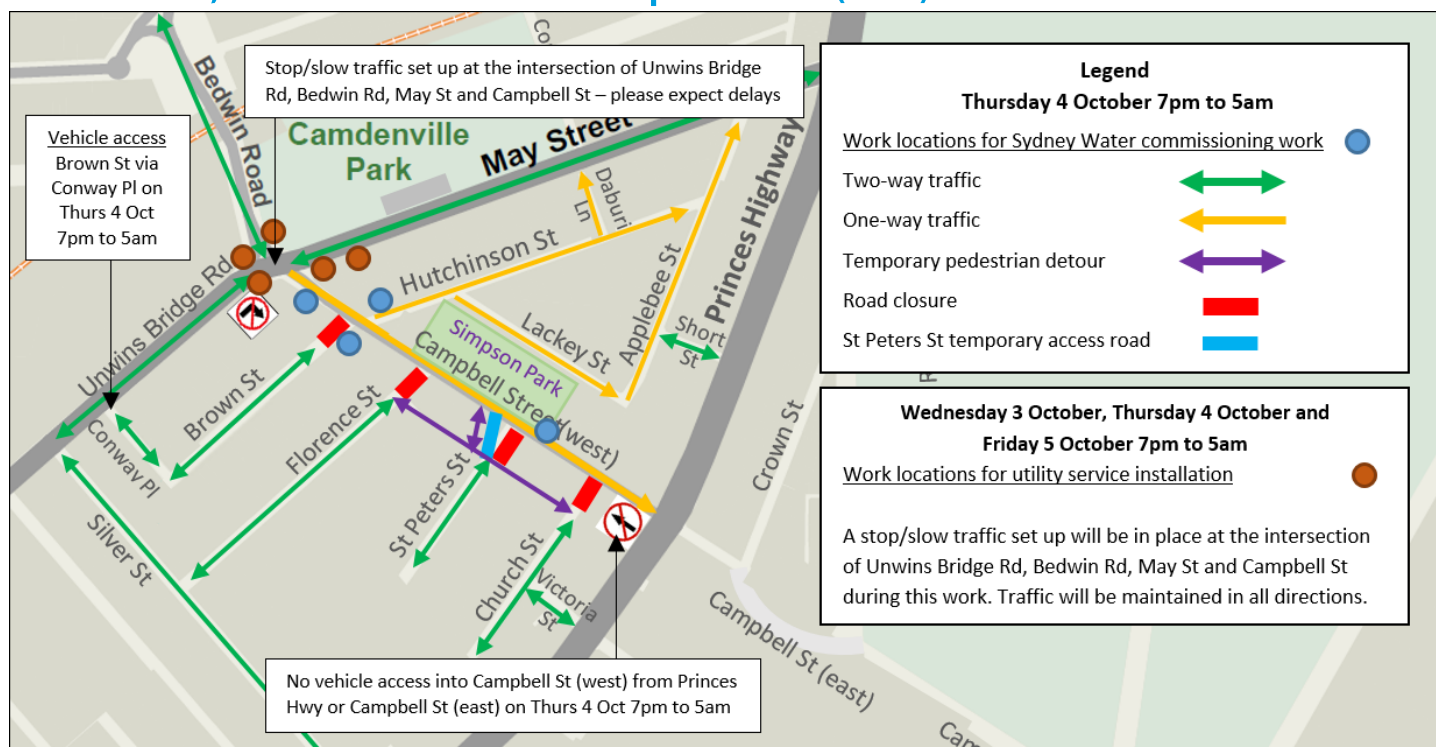 Stop/slow traffic set up at the intersection of Unwins Bridge
Rd, Bedwin Rd, May St and Campbell St – please expect delays
Vehicle access
Brown St via
Conway Pl on
Thurs 4 Oct
7pm to 5am
Bedwin Road
Camdenville
Park
May Street
Princes Highway
Daburi
Ln
Hutchinson St
Unwins Bridge Rd
Lackey St
Applebee St
Short
St
Simpson Park
Campbell Street (west)
Brown St
Conway Pl
Florence St
St Peters St
Silver St
Church St
Victoria
St
Crown St
Campbell St (east)
No vehicle access into Campbell St (west) from Princes
Hwy or Campbell St (east) on Thurs 4 Oct 7pm to 5am
Legend
Thursday 4 October 7pm to 5am
Work locations for Sydney Water commissioning work
Two-way traffic
One-way traffic
Temporary pedestrian detour
Road closure
St Peters St temporary access road
Wednesday 3 October, Thursday 4 October and
Friday 5 October 7pm to 5am
Work locations for utility service installation
A stop/slow traffic set up will be in place at the intersection
of Unwins Bridge Rd, Bedwin Rd, May St and Campbell St
during this work. Traffic will be maintained in all directions.